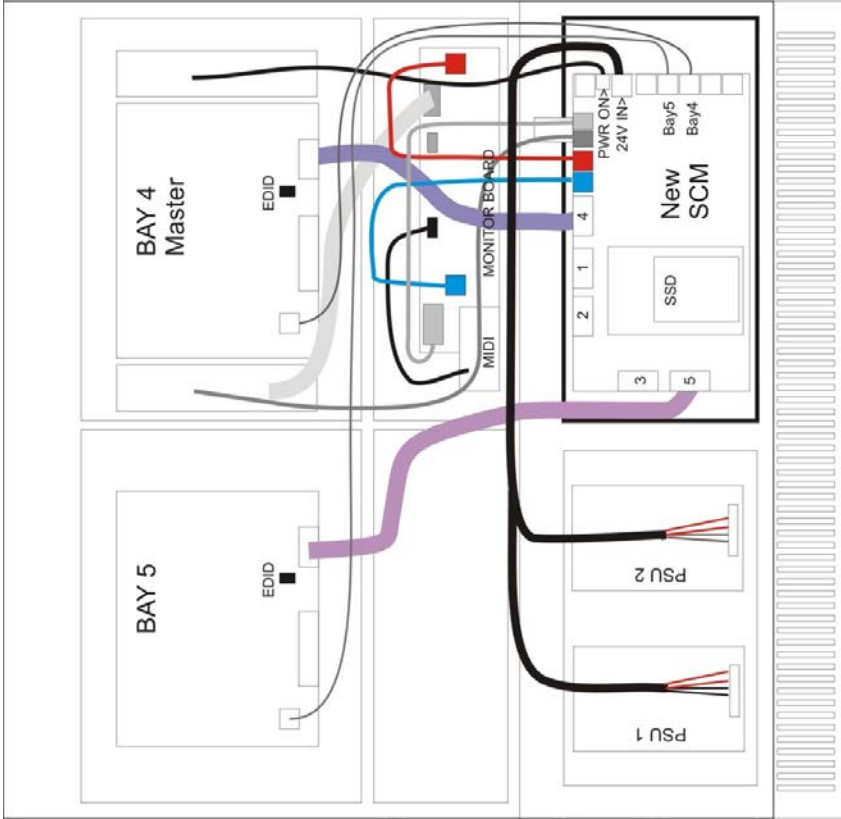 BAY 4
Master
EDID
MONITOR BOARD
MIDI
PWR ON>
24V IN>
Bay5
Bay4
New
SCM
SSD
4
1
2
3
5
BAY 5
EDID
PSU 2
PSU 1